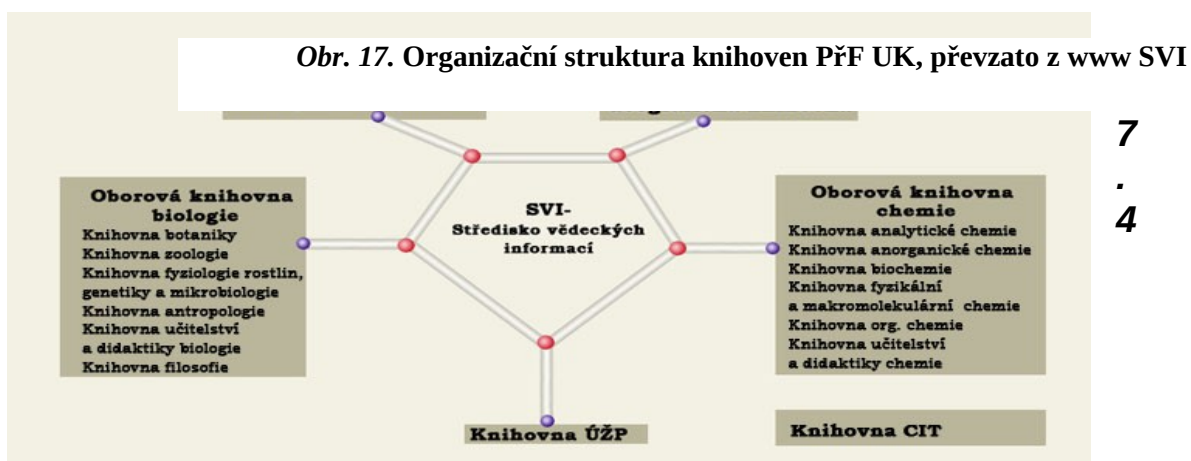 Obr. 17. Organizační struktura knihoven PřF UK, převzato z www SVI
7
.
4
Oborová knihovna
biologie
Knihovna botaniky
Knihovna zoologie
Knihovna fyziologie rostlin,
genetiky a mikrobiologie
Knihovna antropologie
Knihovna učitelství
a didaktiky biologie
Knihovna filosofie
SVI-
Středisko vědeckých
informací
Oborová knihovna
chemie
Knihovna analytické chemie
Knihovna anorganické chemie
Knihovna biochemie
Knihovna fyzikální
a makromolekulární chemie
Knihovna org. chemie
Knihovna učitelství
a didaktiky chemie
Knihovna ÚŽP
Knihovna CIT